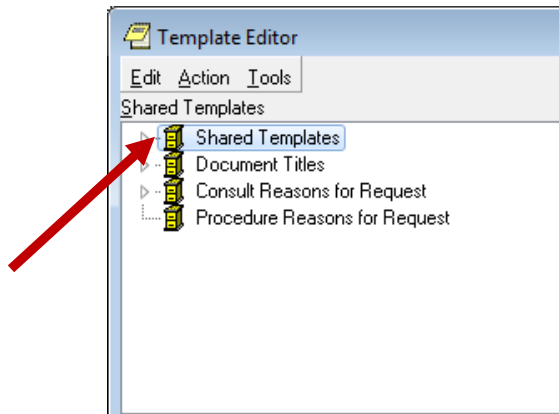 Template Editor
Edit Action Tools
Shared Templates
Shared Templates
Document Titles
Consult Reasons for Request
Procedure Reasons for Request